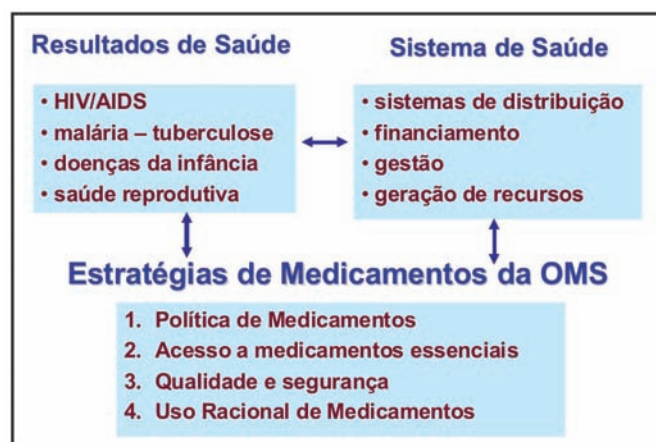 Resultados de Saúde
• HIV/AIDS
• malária – tuberculose
• doenças da infância
• saúde reprodutiva
Sistema de Saúde
• sistemas de distribuição
• financiamento
• gestão
• geração de recursos
Estratégias de Medicamentos da OMS
1. Política de Medicamentos
2. Acesso a medicamentos essenciais
3. Qualidade e segurança
4. Uso Racional de Medicamentos